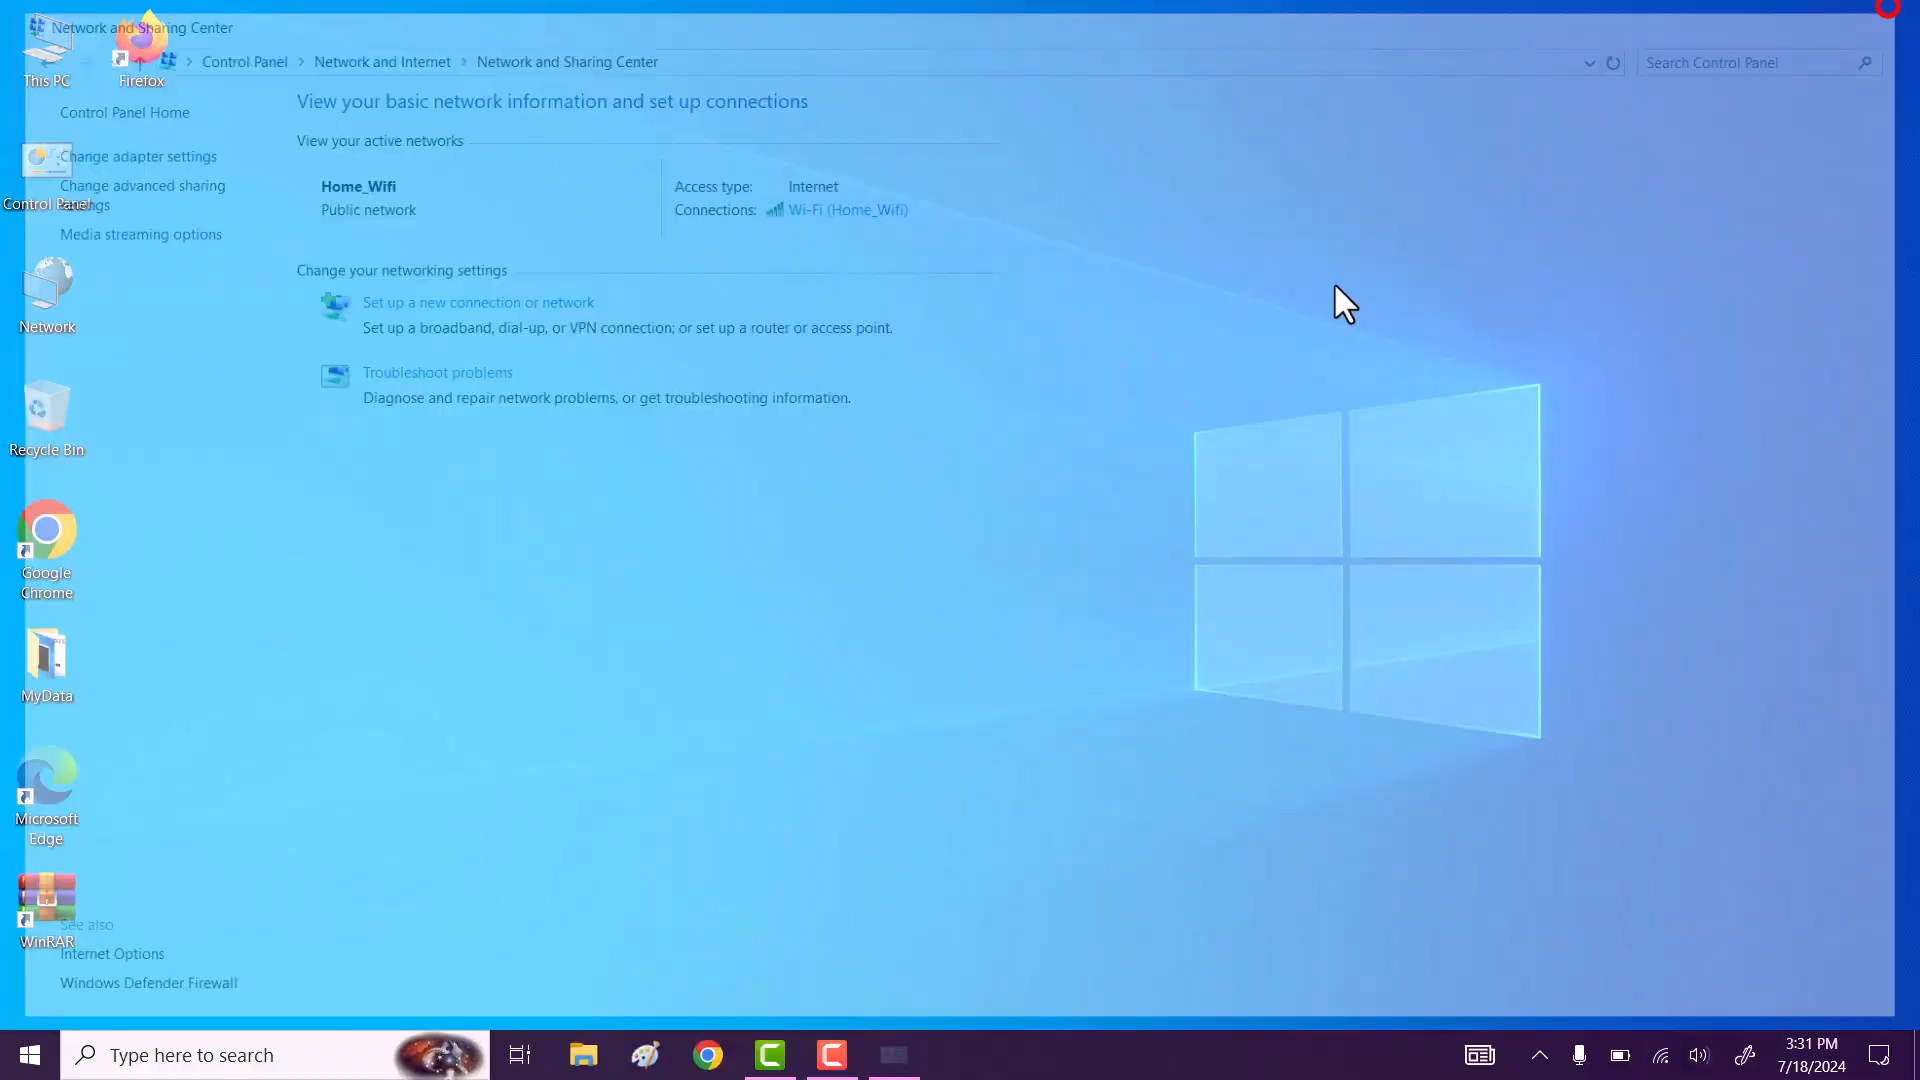 Network and Sharing Center
Control Panel > Network and Internet > Network and Sharing Center
Search Control Panel
This PC
Firefox
Control Panel Home
Change adapter settings
Change advanced sharing
settings
Media streaming options
View your basic network information and set up connections
View your active networks
Home_Wifi
Public network
Access type: Internet
Connections: Wi-Fi (Home_Wifi)
Change your networking settings
Set up a new connection or network
Set up a broadband, dial-up, or VPN connection; or set up a router or access point.
Troubleshoot problems
Diagnose and repair network problems, or get troubleshooting information.
Control Panel
Network
Recycle Bin
Google
Chrome
MyData
Microsoft
Edge
WinRAR
See also
Internet Options
Windows Defender Firewall
Type here to search
3:31 PM
7/18/2024